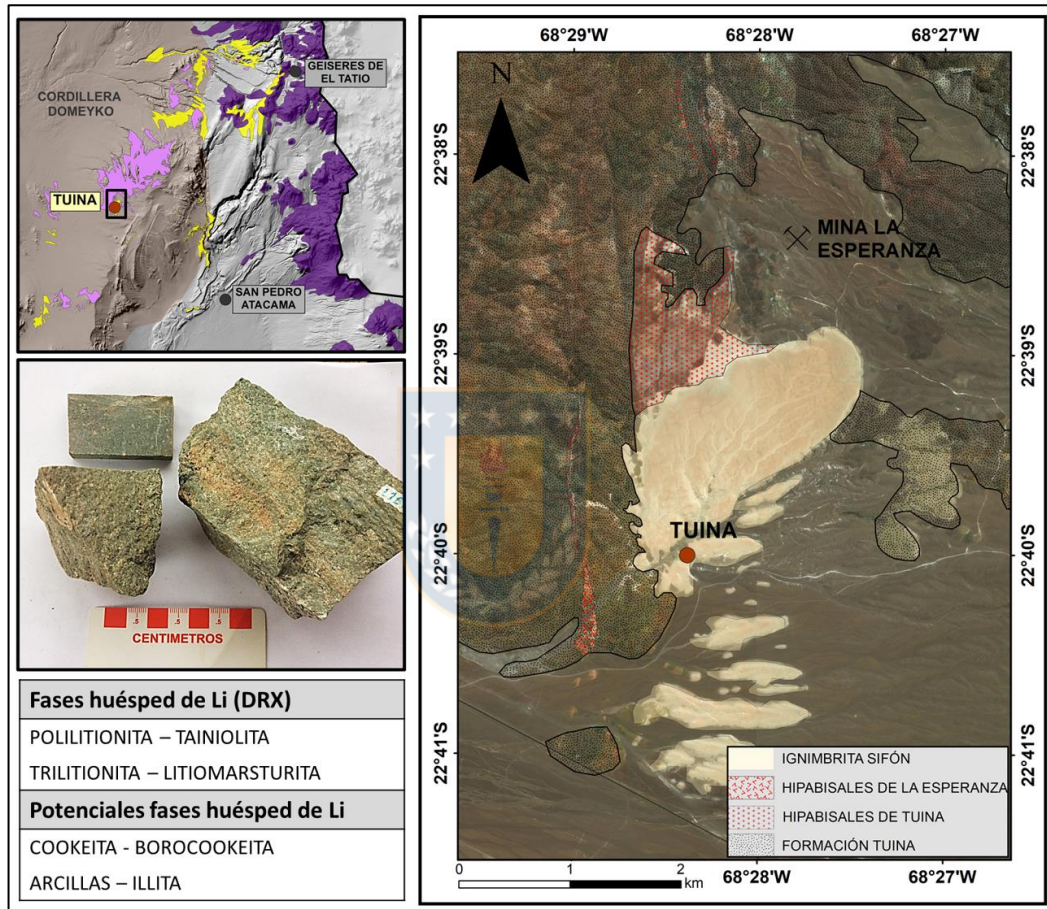 CORDILLERA
DOMEYKO
GEISERES DE
EL TATIO
TUINA
SAN PEDRO
ATACAMA
.5
.5
.5
CENTIMETROS
Fases huésped de Li (DRX)
POLILITIONITA – TAINIOLITA
TRILITIONITA – LITIOMARSTURITA
Potenciales fases huésped de Li
COOKEITA - BOROCOOKEITA
ARCILLAS – ILLITA
68°29'W
68°28'W
68°27'W
N
22°38'S
22°38'S
MINA LA
ESPERANZA
22°39'S
22°39'S
TUINA
22°40'S
22°40'S
22°41'S
22°41'S
IGNIMBRITA SIFÓN
HIPABISALES DE LA ESPERANZA
HIPABISALES DE TUINA
FORMACIÓN TUINA
0
1
2
km
68°28'W
68°27'W